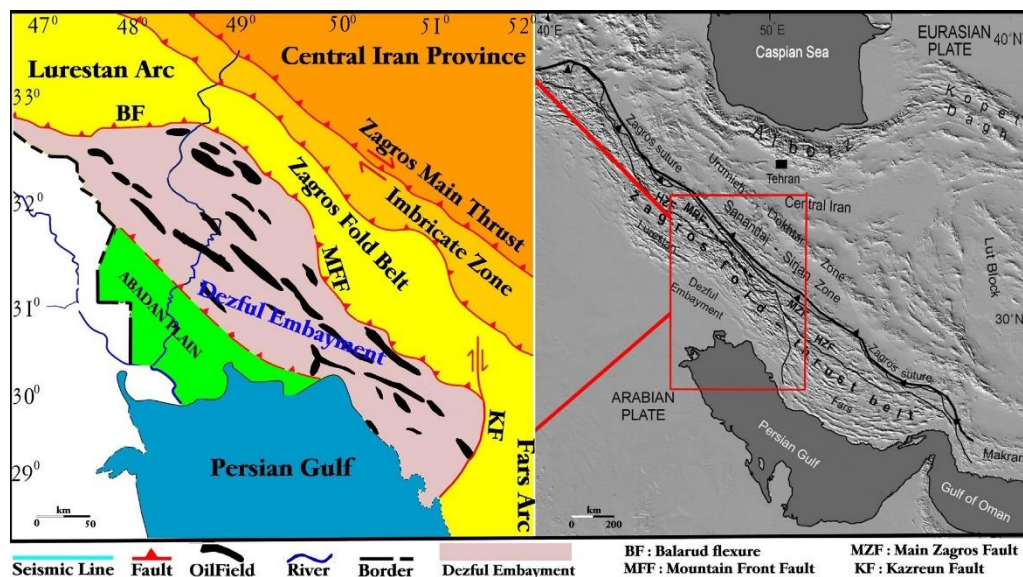 47⁰ 48⁰ 49⁰ 50⁰ 51⁰ 52⁰
33⁰
32⁰
31⁰
30⁰
29⁰
Lurestan Arc
Central Iran Province
BF
Zagros Main Thrust
Imbricate Zone
Zagros Fold Belt
MFF
Dezful Embayment
ABADAN PLAIN
KF
Fars Arc
Persian Gulf
km
0 50
40°E
50°E
40°N
30°N
Caspian Sea
EURASIAN
PLATE
Kopet
Dagh
Alborz
Zagros suture
Tehran
Urumieh
Dokhtar
Zone
Central Iran
HZF
MRF
Sanandaj
Sirjan Zone
Zagros fold
thrust belt
Dezful
Embayment
MZF
HZF
Lut Block
Zagros suture
ARABIAN
PLATE
Fars
Persian Gulf
Makran
Gulf of Oman
km
0 200
Seismic Line Fault OilField River Border Dezful Embayment
BF : Balarud flexure
MFF : Mountain Front Fault
MZF : Main Zagros Fault
KF : Kazreun Fault